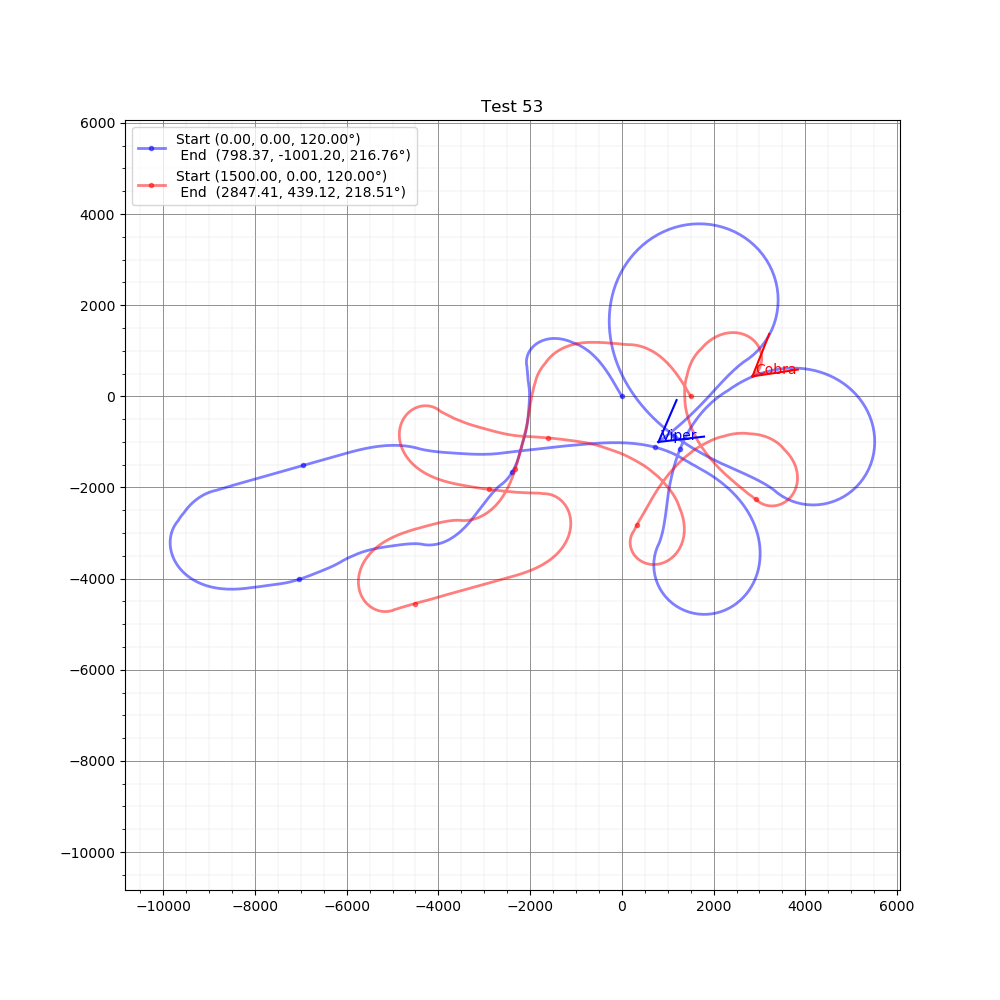 Test 53
Start (0.00, 0.00, 120.00°)
End  (798.37, -1001.20, 216.76°)
Start (1500.00, 0.00, 120.00°)
End  (2847.41, 439.12, 218.51°)
6000
4000
2000
0
−2000
−4000
−6000
−8000
−10000
Cobra
Viper
−10000 −8000 −6000 −4000 −2000 0 2000 4000 6000